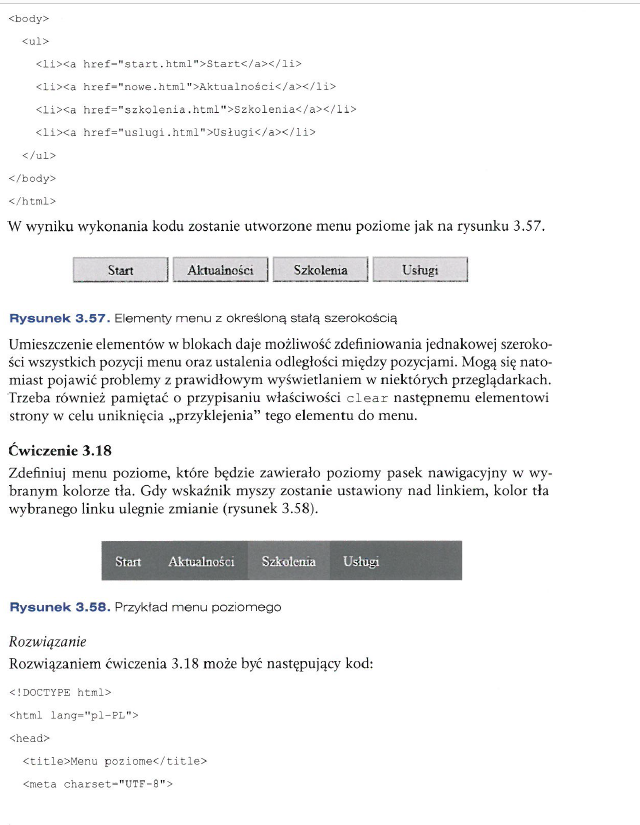 <body>
<ul>
<li><a href="start.html">Start</a></li>
<li><a href="nowe.html">Aktualności</a></li>
<li><a href="szkolenia.html">Szkolenia</a></li>
<li><a href="uslugi.html">Usługi</a></li>
</ul>
</body>
</html>
W wyniku wykonania kodu zostanie utworzone menu poziome jak na rysunku 3.57.
Start Aktualności Szkolenia Usługi
Rysunek 3.57. Elementy menu z określoną stałą szerokością
Umieszczenie elementów w blokach daje możliwość zdefiniowania jednakowej szeroko-
ści wszystkich pozycji menu oraz ustalenia odległości między pozycjami. Mogą się nato-
miast pojawić problemy z prawidłowym wyświetlaniem w niektórych przeglądarkach.
Trzeba również pamiętać o przypisaniu właściwości clear następnemu elementowi
strony w celu uniknięcia „przyklejenia” tego elementu do menu.
Ćwiczenie 3.18
Zdefiniuj menu poziome, które będzie zawierało poziomy pasek nawigacyjny w wy-
branym kolorze tła. Gdy wskaźnik myszy zostanie ustawiony nad linkiem, kolor tła
wybranego linku ulegnie zmianie (rysunek 3.58).
Start Aktualności Szkolenia Usługi
Rysunek 3.58. Przykład menu poziomego
Rozwiązanie
Rozwiązaniem ćwiczenia 3.18 może być następujący kod:
<!DOCTYPE html>
<html lang="pl-PL">
<head>
<title>Menu poziome</title>
<meta charset="UTF-8">